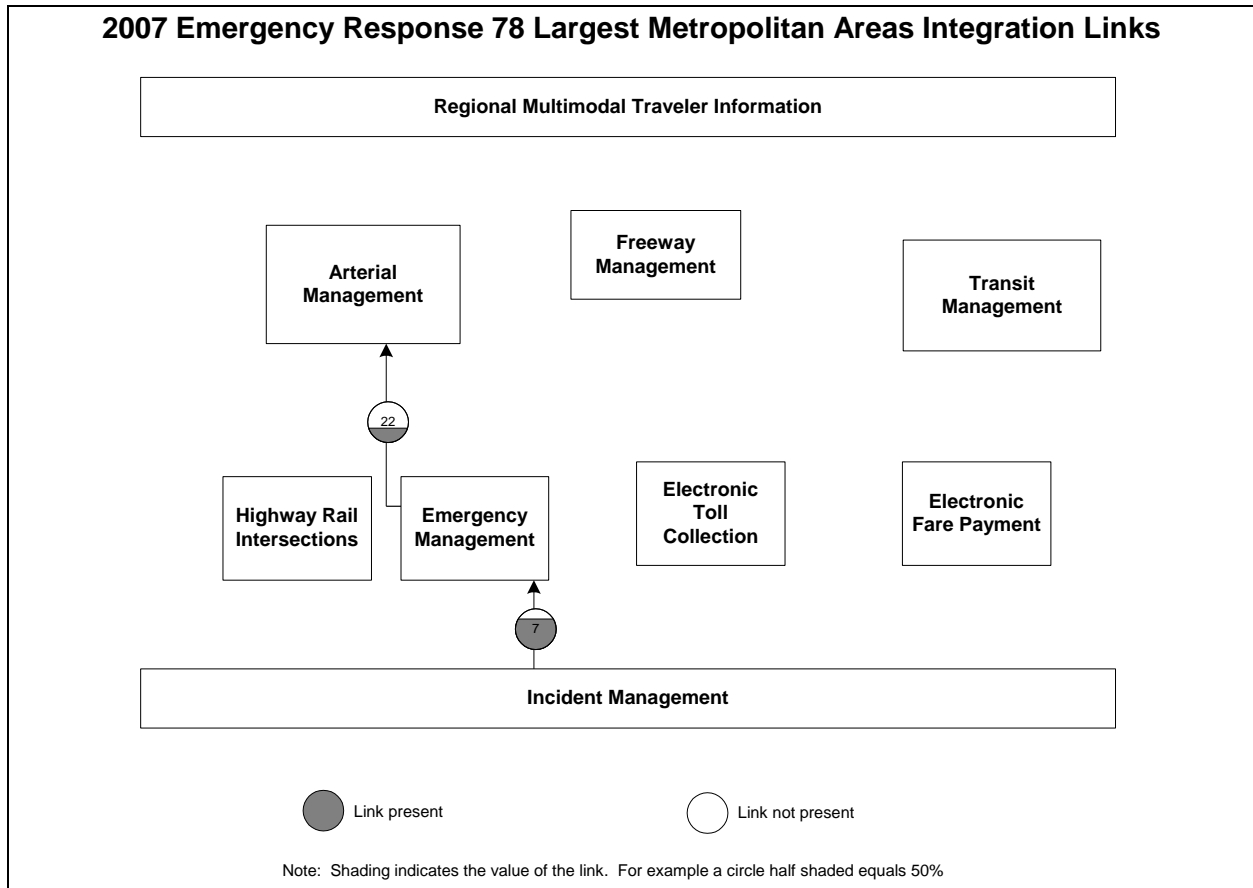 2007 Emergency Response 78 Largest Metropolitan Areas Integration Links
Regional Multimodal Traveler Information
Arterial
Management
Freeway
Management
Transit
Management
22
Highway Rail
Intersections
Emergency
Management
Electronic
Toll
Collection
Electronic
Fare Payment
7
Incident Management
Link present
Link not present
Note:  Shading indicates the value of the link.  For example a circle half shaded equals 50%